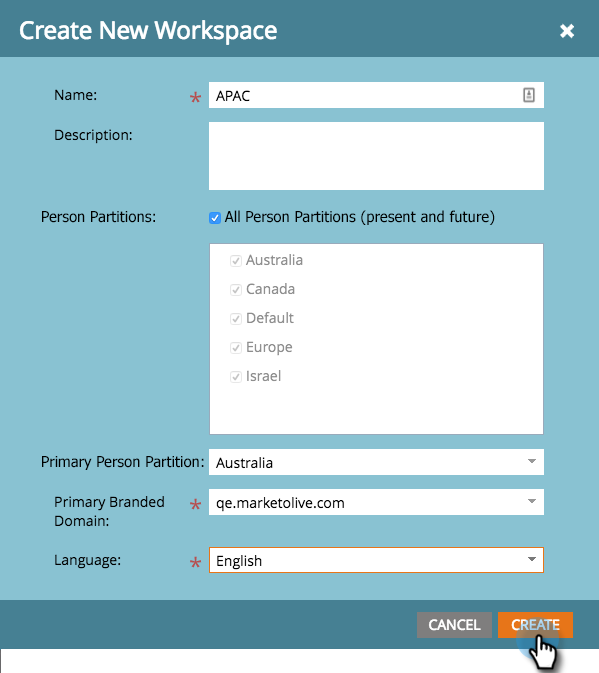 Create New Workspace
Name: * APAC
Description:
Person Partitions: All Person Partitions (present and future)
Australia
Canada
Default
Europe
Israel
Primary Person Partition: Australia
Primary Branded Domain: * qe.marketolive.com
Language: * English
CANCEL CREATE